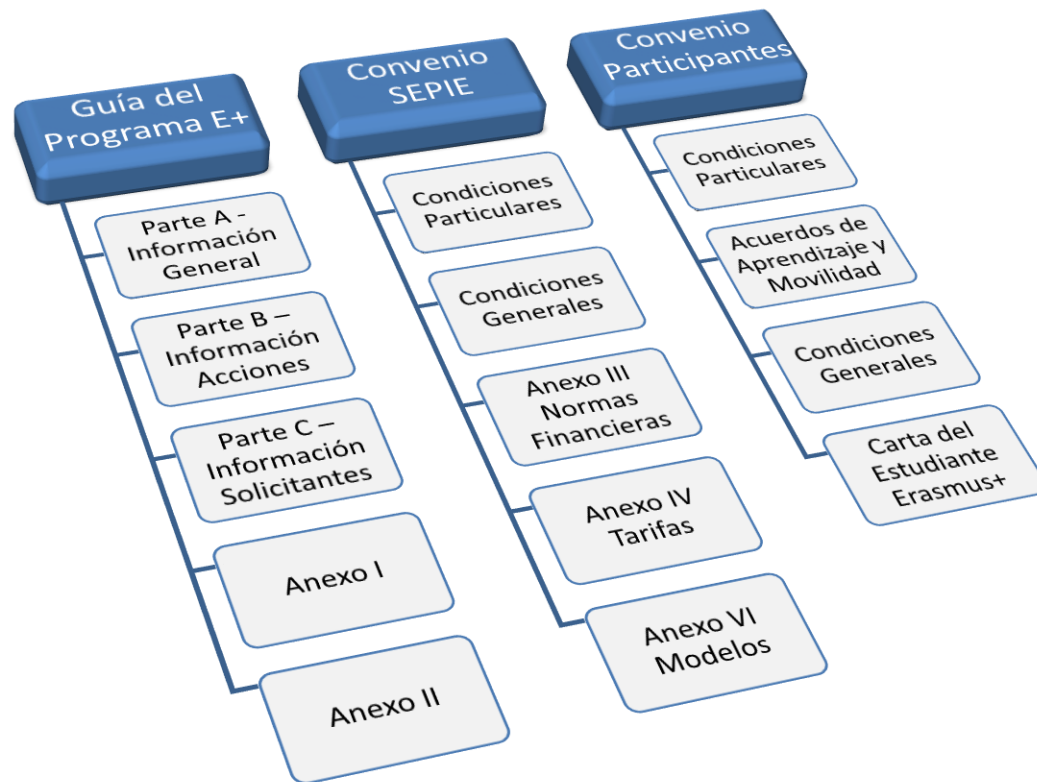 Guía del
Programa E+
Parte A -
Información
General
Parte B –
Información
Acciones
Parte C –
Información
Solicitantes
Anexo I
Anexo II
Convenio
SEPIE
Condiciones
Particulares
Condiciones
Generales
Anexo III
Normas
Financieras
Anexo IV
Tarifas
Anexo VI
Modelos
Convenio
Participantes
Condiciones
Particulares
Acuerdos de
Aprendizaje y
Movilidad
Condiciones
Generales
Carta del
Estudiante
Erasmus+